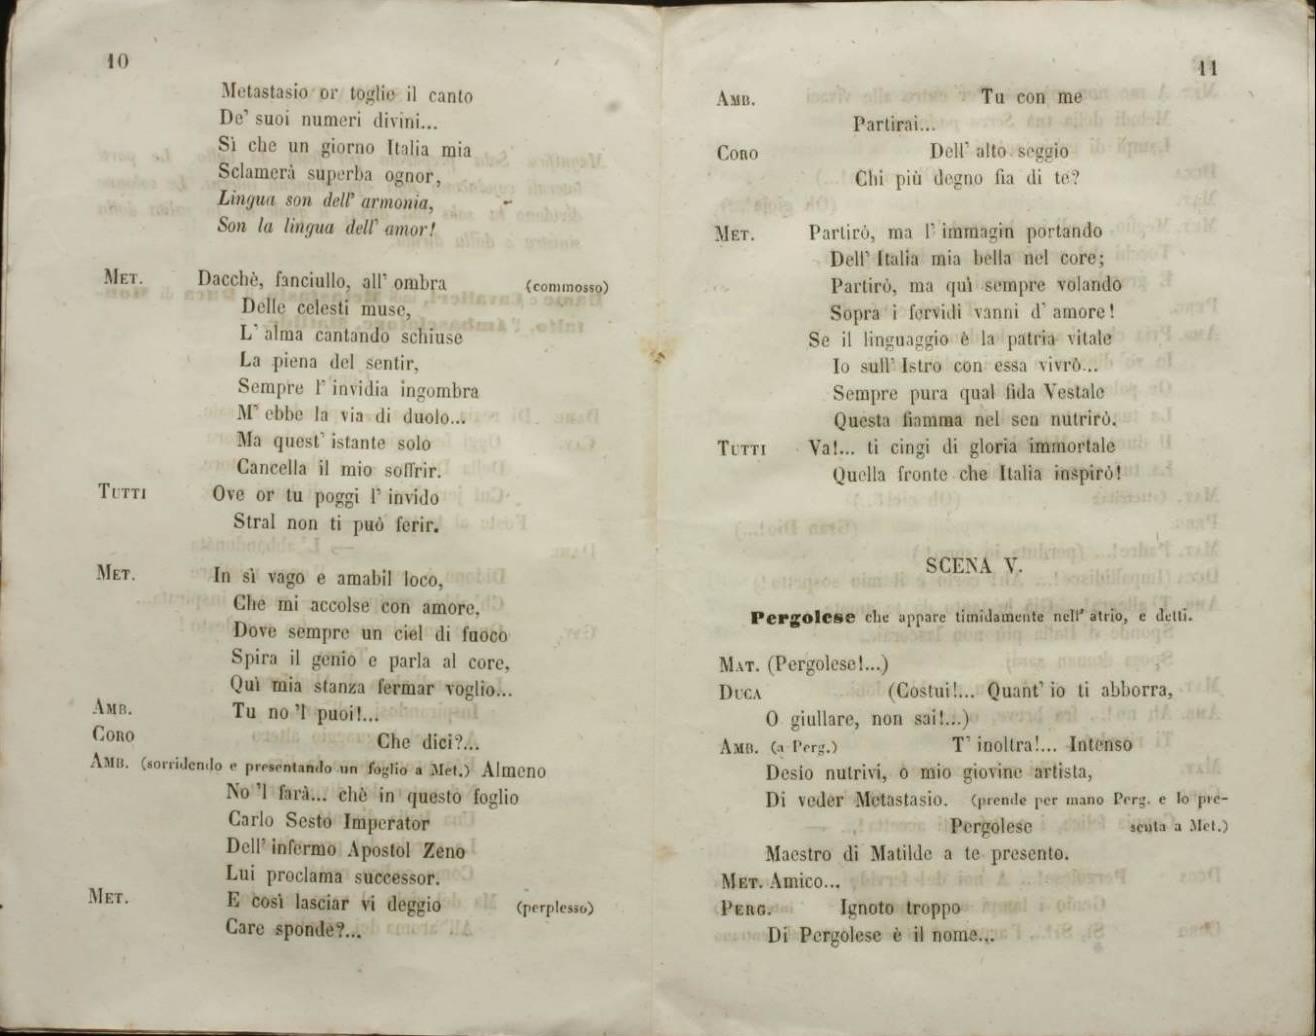 10
Metastasio or toglie il canto
De' suoi numeri divini...
Sì che un giorno Italia mia
Sclamerà superba ognor,
Lingua son dell' armonia,
Son la lingua dell' amor!
MET. Dacchè, fanciullo, all' ombra (commosso)
Delle celesti muse,
L' alma cantando schiuse
La piena del sentir,
Sempre l' invidia ingombra
M' ebbe la via di duolo...
Ma quest' istante solo
Cancella il mio soffrir.
TUTTI Ove or tu poggi l' invido
Stral non ti può ferir.
MET. In sì vago e amabil loco,
Che mi accolse con amore,
Dove sempre un ciel di fuoco
Spira il genio e parla al core,
Quì mia stanza fermar voglio...
AMB. Tu no 'l puoi!...
CORO Che dici?...
AMB. (sorridendo e presentando un foglio a Met.) Almeno
No 'l farà... chè in questo foglio
Carlo Sesto Imperator
Dell' infermo Apostol Zeno
Lui proclama successor.
MET. E così lasciar vi deggio (perplesso)
Care sponde?...
11
AMB. Tu con me
Partirai...
CORO Dell' alto seggio
Chi più degno fia di te?
MET. Partirò, ma l' immagin portando
Dell' Italia mia bella nel core;
Partirò, ma quì sempre volando
Sopra i fervidi vanni d' amore!
Se il linguaggio è la patria vitale
Io sull' Istro con essa vivrò...
Sempre pura qual fida Vestale
Questa fiamma nel sen nutrirò.
TUTTI Va!... ti cingi di gloria immortale
Quella fronte che Italia inspirò!
SCENA V.
Pergolese che appare timidamente nell' atrio, e detti.
MAT. (Pergolese!...)
DUCA (Costui!... Quant' io ti abborra,
O giullare, non sai!...)
AMB. (a Perg.) T' inoltra!... Intenso
Desio nutrivi, o mio giovine artista,
Di veder Metastasio. (prende per mano Perg. e lo pre-
Pergolese senta a Met.)
Maestro di Matilde a te presento.
MET. Amico...
PERG. Ignoto troppo
Di Pergolese è il nome...